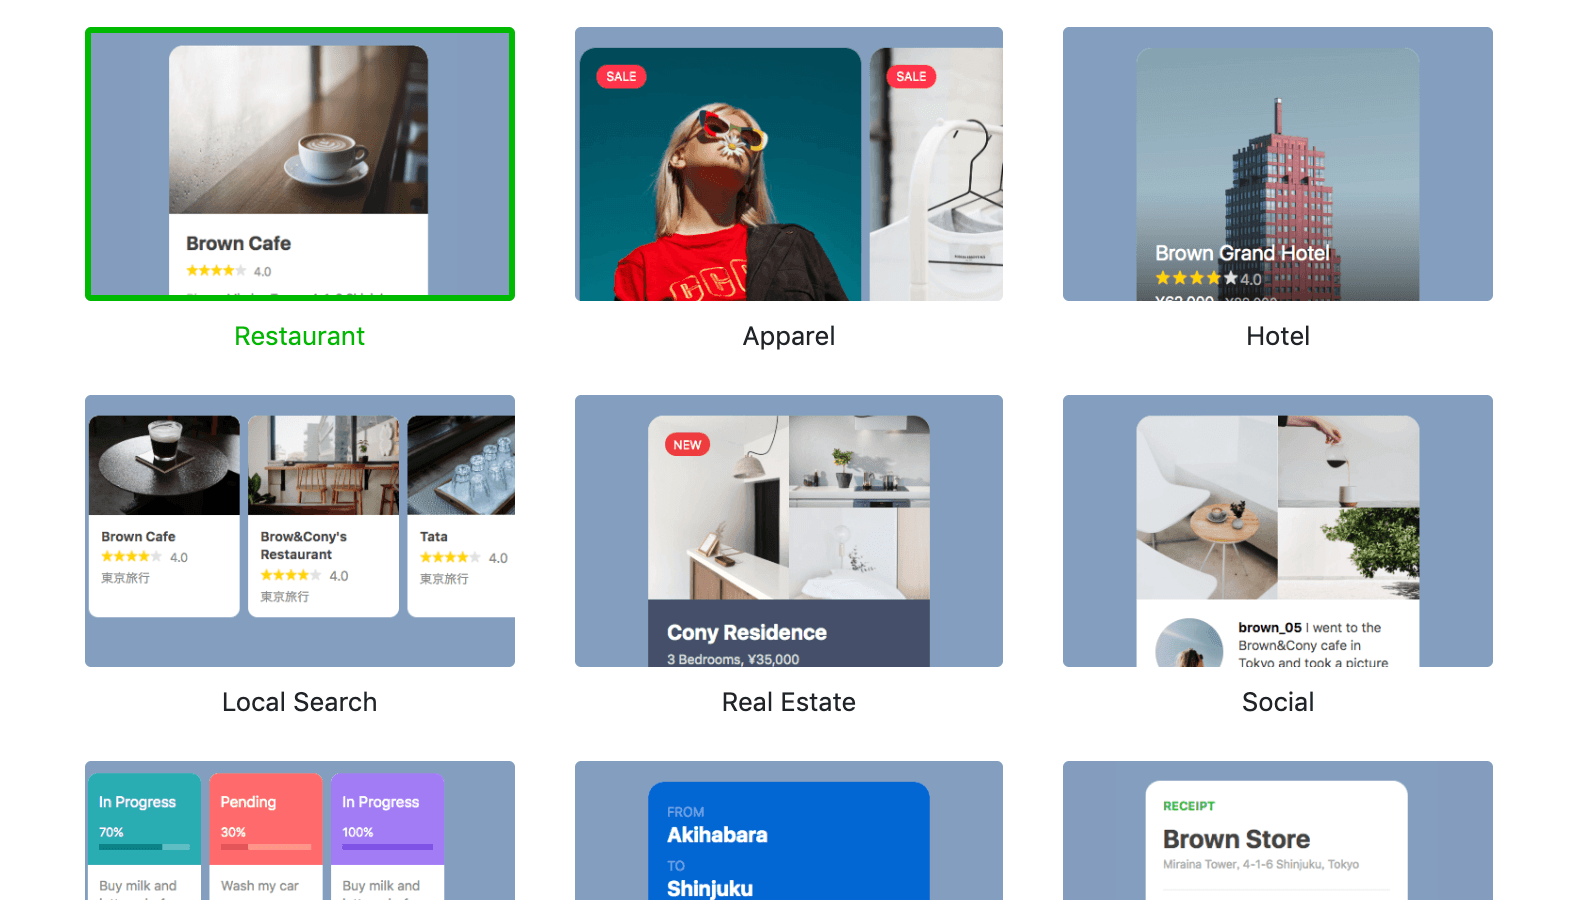 Brown Cafe
4.0
Restaurant
SALE
SALE
Apparel
Brown Grand Hotel
4.0
¥62,000
Hotel
Brown Cafe
4.0
東京旅行
Brow&Cony's
Restaurant
4.0
東京旅行
Tata
4.0
東京旅行
Local Search
NEW
Cony Residence
3 Bedrooms, ¥35,000
Real Estate
brown_05 I went to the
Brown&Cony cafe in
Tokyo and took a picture
Social
In Progress
70%
Buy milk and
Pending
30%
Wash my car
In Progress
100%
Buy milk and
FROM
Akihabara
TO
Shinjuku
RECEIPT
Brown Store
Miraina Tower, 4-1-6 Shinjuku, Tokyo